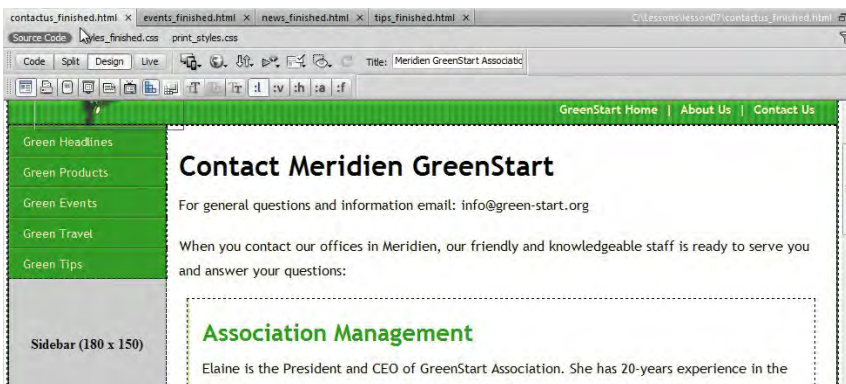 contactus_finished.html × events_finished.html × news_finished.html × tips_finished.html × C:\Lessons\lesson07\contactus_finished.html
Source Code yles_finished.css print_styles.css
Code Split Design Live Title: Meridien GreenStart Associatic
:l :v :h :a :f
GreenStart Home | About Us | Contact Us
Green Headlines
Green Products
Green Events
Green Travel
Green Tips
Contact Meridien GreenStart
For general questions and information email: info@green-start.org
When you contact our offices in Meridien, our friendly and knowledgeable staff is ready to serve you
and answer your questions:
Sidebar (180 x 150)
Association Management
Elaine is the President and CEO of GreenStart Association. She has 20-years experience in the